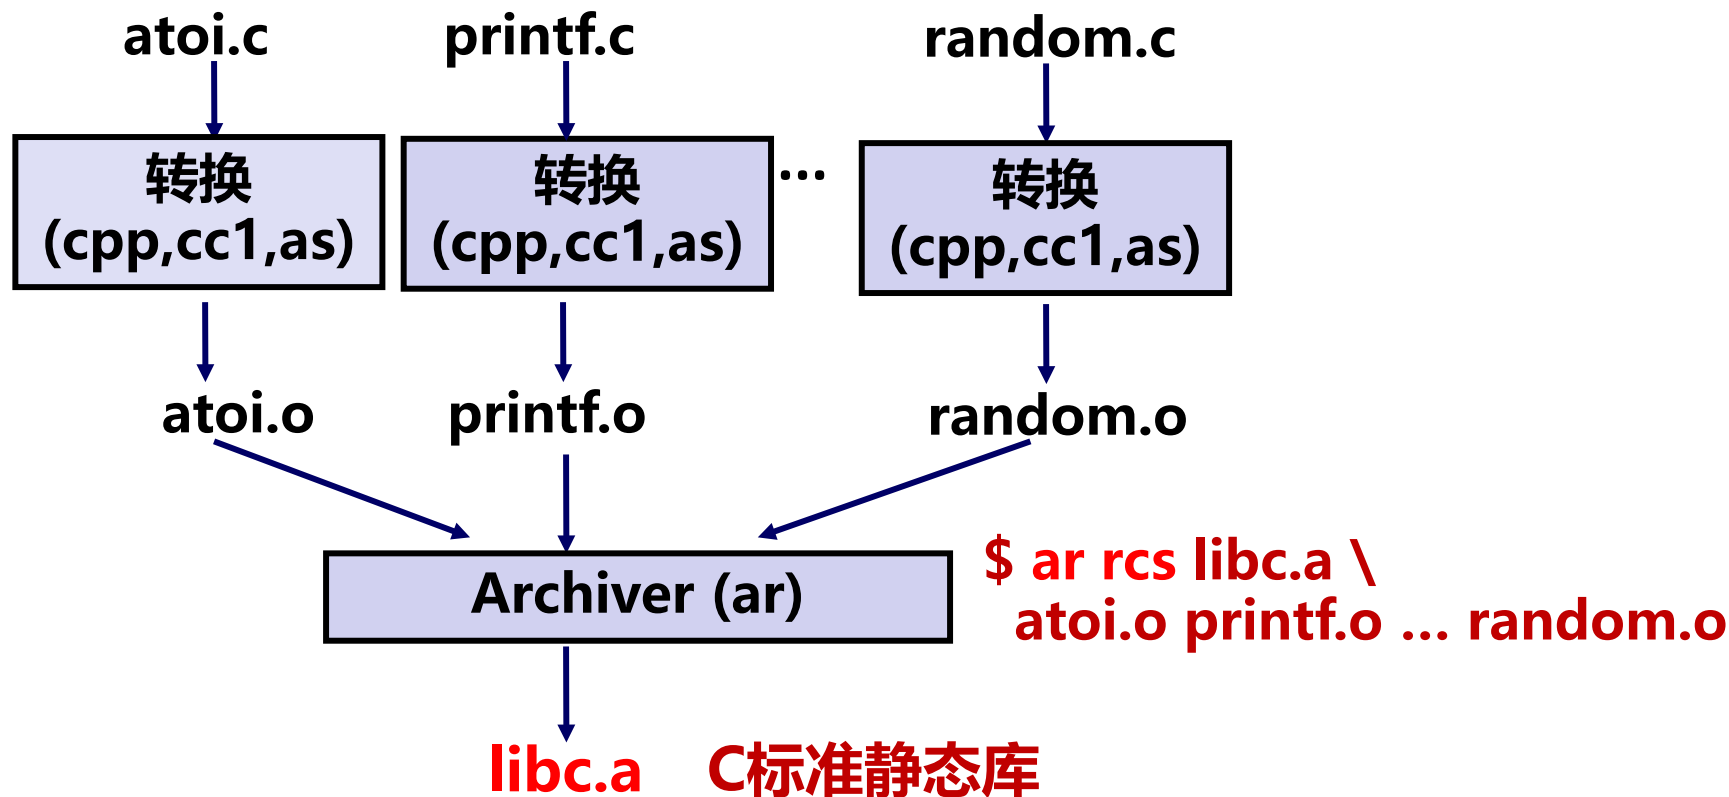 atoi.c
printf.c
random.c
转换
(cpp,cc1,as)
转换
(cpp,cc1,as)
...
转换
(cpp,cc1,as)
atoi.o
printf.o
random.o
Archiver (ar)
$ ar rcs libc.a \
atoi.o printf.o ... random.o
libc.a
C标准静态库